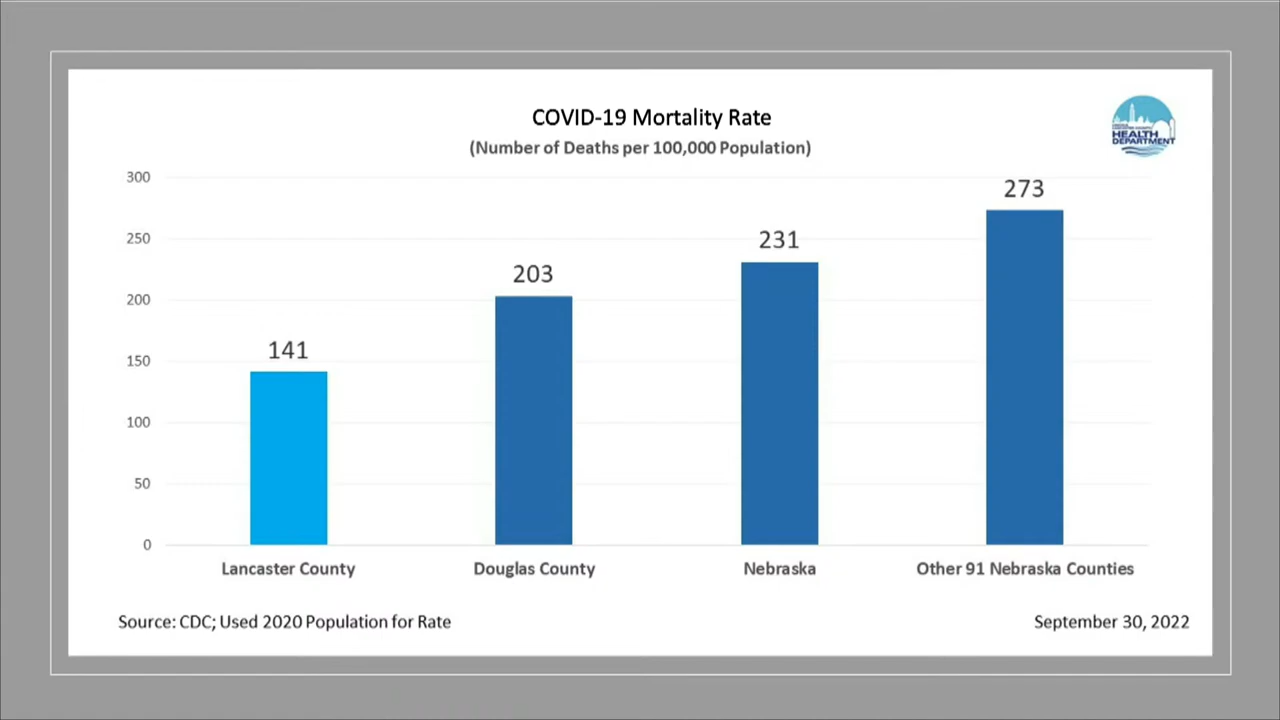 COVID-19 Mortality Rate
(Number of Deaths per 100,000 Population)
HEALTH
DEPARTMENT
300
250
200
150
100
50
0
141
203
231
273
Lancaster County
Douglas County
Nebraska
Other 91 Nebraska Counties
Source: CDC; Used 2020 Population for Rate
September 30, 2022